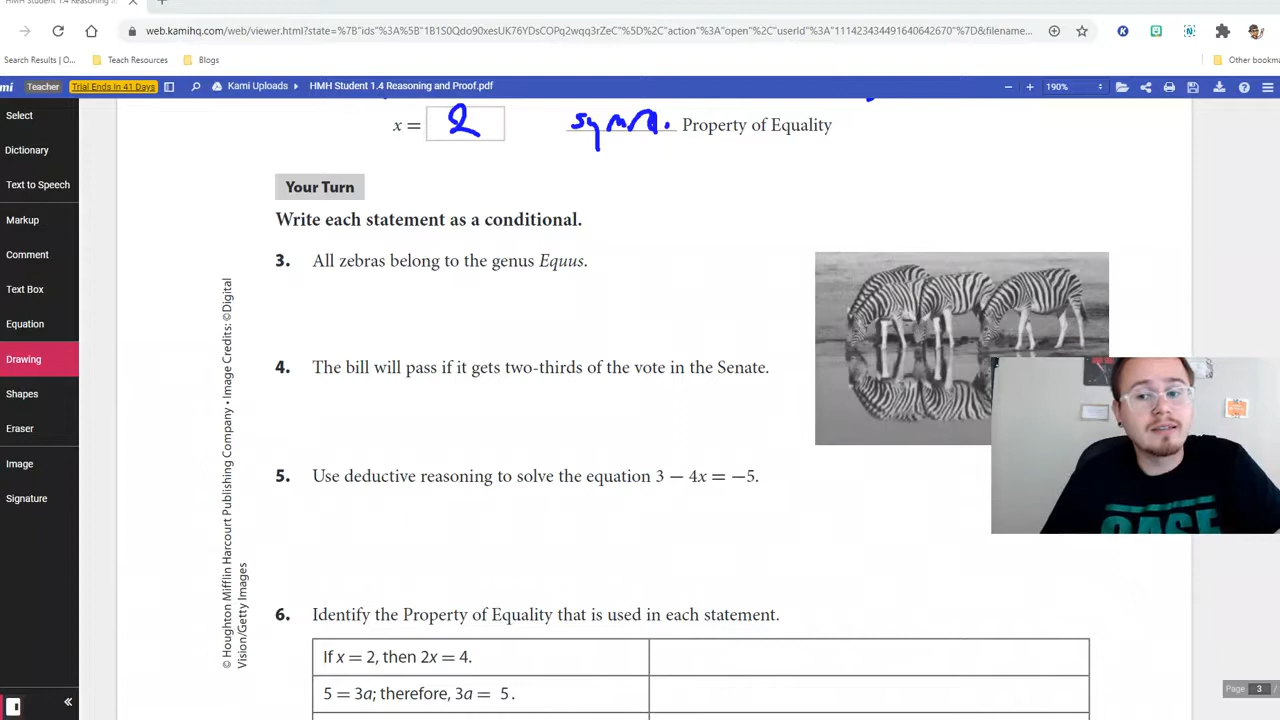 HMH Student 1.4 Reasoning a
web.kamihq.com/web/viewer.html?state=%7B"ids"%3A%5B"1B1S0Qdo90xesUK76YDsCOPq2wqq3rZeC"%5D%2C"action"%3A"open"%2C"userId"%3A"111423434491640642670"%7D&filename...
Search Results | O...
Teach Resources
Blogs
Other bookma
mi
Teacher
Trial Ends In 41 Days
Kami Uploads
HMH Student 1.4 Reasoning and Proof.pdf
190%
Select
Dictionary
Text to Speech
Markup
Comment
Text Box
Equation
Drawing
Shapes
Eraser
Image
Signature
x = 2 Property of Equality
Your Turn
Write each statement as a conditional.
3. All zebras belong to the genus Equus.
4. The bill will pass if it gets two-thirds of the vote in the Senate.
5. Use deductive reasoning to solve the equation 3 − 4x = −5.
6. Identify the Property of Equality that is used in each statement.
If x = 2, then 2x = 4.
5 = 3a; therefore, 3a = 5.
© Houghton Mifflin Harcourt Publishing Company • Image Credits: ©Digital
Vision/Getty Images
Page 3 /